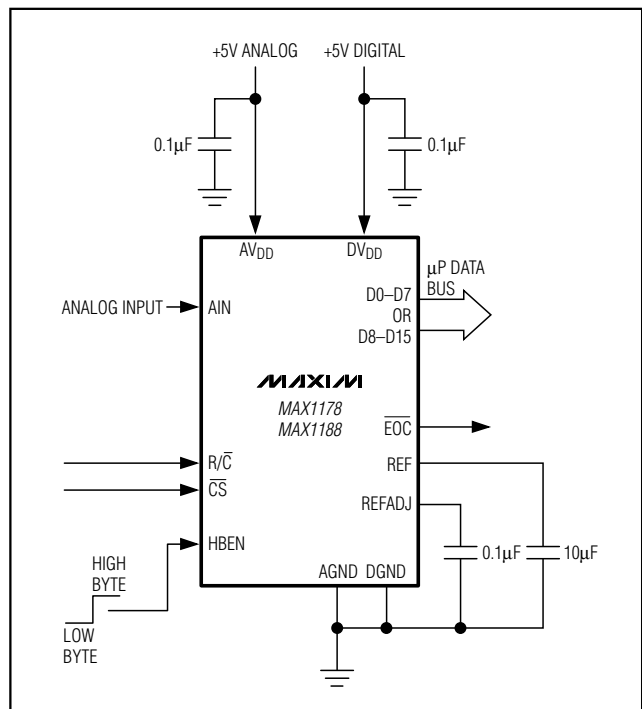 +5V ANALOG +5V DIGITAL
0.1µF 0.1µF
AVDD DVDD
µP DATA
BUS
D0–D7
OR
D8–D15
ANALOG INPUT AIN
MAXIM
MAX1178
MAX1188
EOC
R/C
REF
CS
REFADJ
HBEN
HIGH
BYTE
0.1µF 10µF
AGND DGND
LOW
BYTE